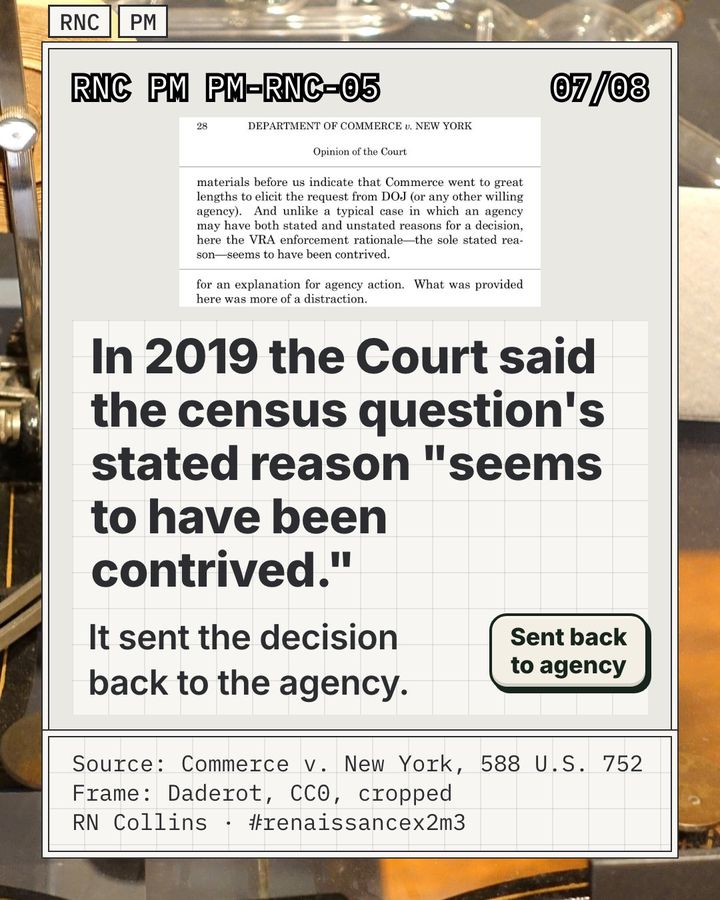 RNC PM
RNC PM PM-RNC-05 07/08
28 DEPARTMENT OF COMMERCE v. NEW YORK
Opinion of the Court
materials before us indicate that Commerce went to great
lengths to elicit the request from DOJ (or any other willing
agency). And unlike a typical case in which an agency
may have both stated and unstated reasons for a decision,
here the VRA enforcement rationale—the sole stated rea-
son—seems to have been contrived.
for an explanation for agency action. What was provided
here was more of a distraction.
In 2019 the Court said
the census question's
stated reason "seems
to have been
contrived."
It sent the decision
back to the agency.
Sent back
to agency
Source: Commerce v. New York, 588 U.S. 752
Frame: Daderot, CC0, cropped
RN Collins · #renaissancex2m3